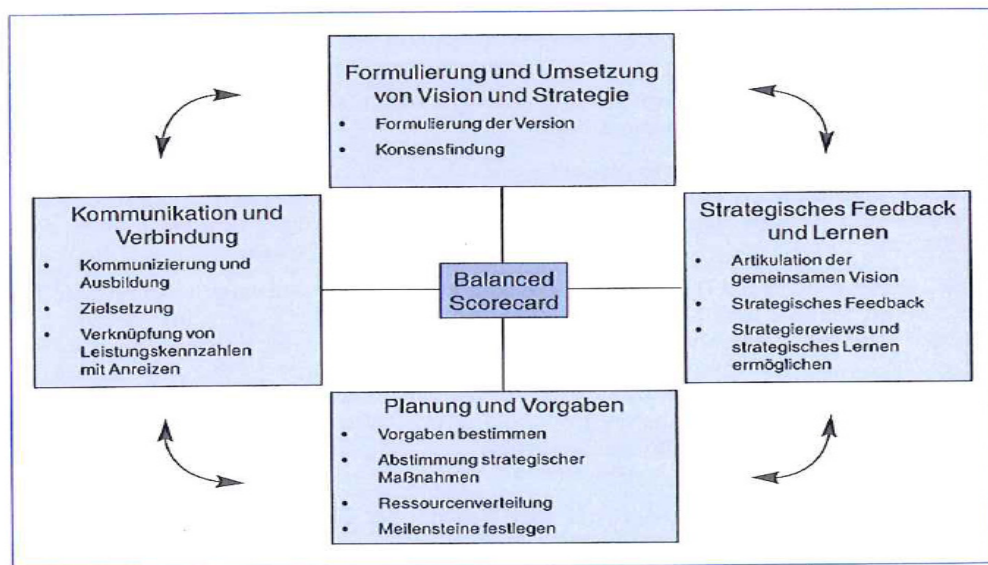 Formulierung und Umsetzung
von Vision und Strategie
• Formulierung der Version
• Konsensfindung
Kommunikation und
Verbindung
• Kommunizierung und
Ausbildung
• Zielsetzung
• Verknüpfung von
Leistungskennzahlen
mit Anreizen
Balanced
Scorecard
Strategisches Feedback
und Lernen
• Artikulation der
gemeinsamen Vision
• Strategisches Feedback
• Strategiereviews und
strategisches Lernen
ermöglichen
Planung und Vorgaben
• Vorgaben bestimmen
• Abstimmung strategischer
Maßnahmen
• Ressourcenverteilung
• Meilensteine festlegen